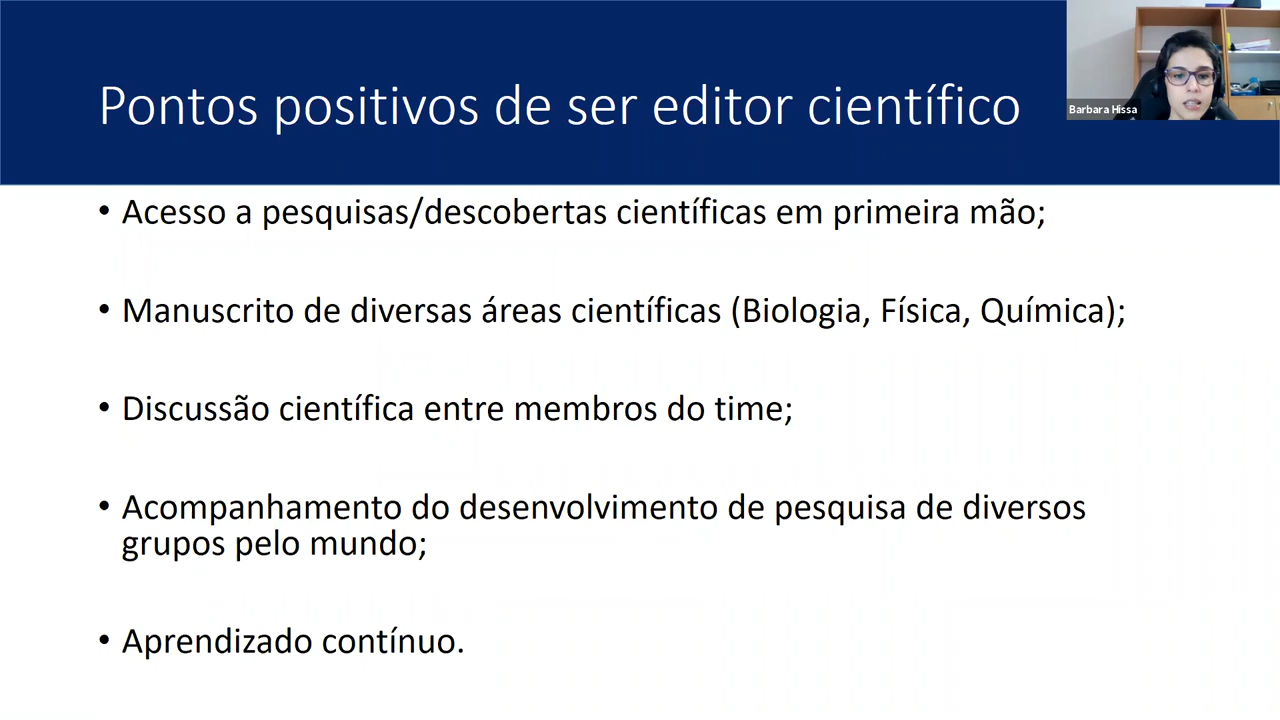 Pontos positivos de ser editor científico
Barbara Hissa
• Acesso a pesquisas/descobertas científicas em primeira mão;
• Manuscrito de diversas áreas científicas (Biologia, Física, Química);
• Discussão científica entre membros do time;
• Acompanhamento do desenvolvimento de pesquisa de diversos
grupos pelo mundo;
• Aprendizado contínuo.